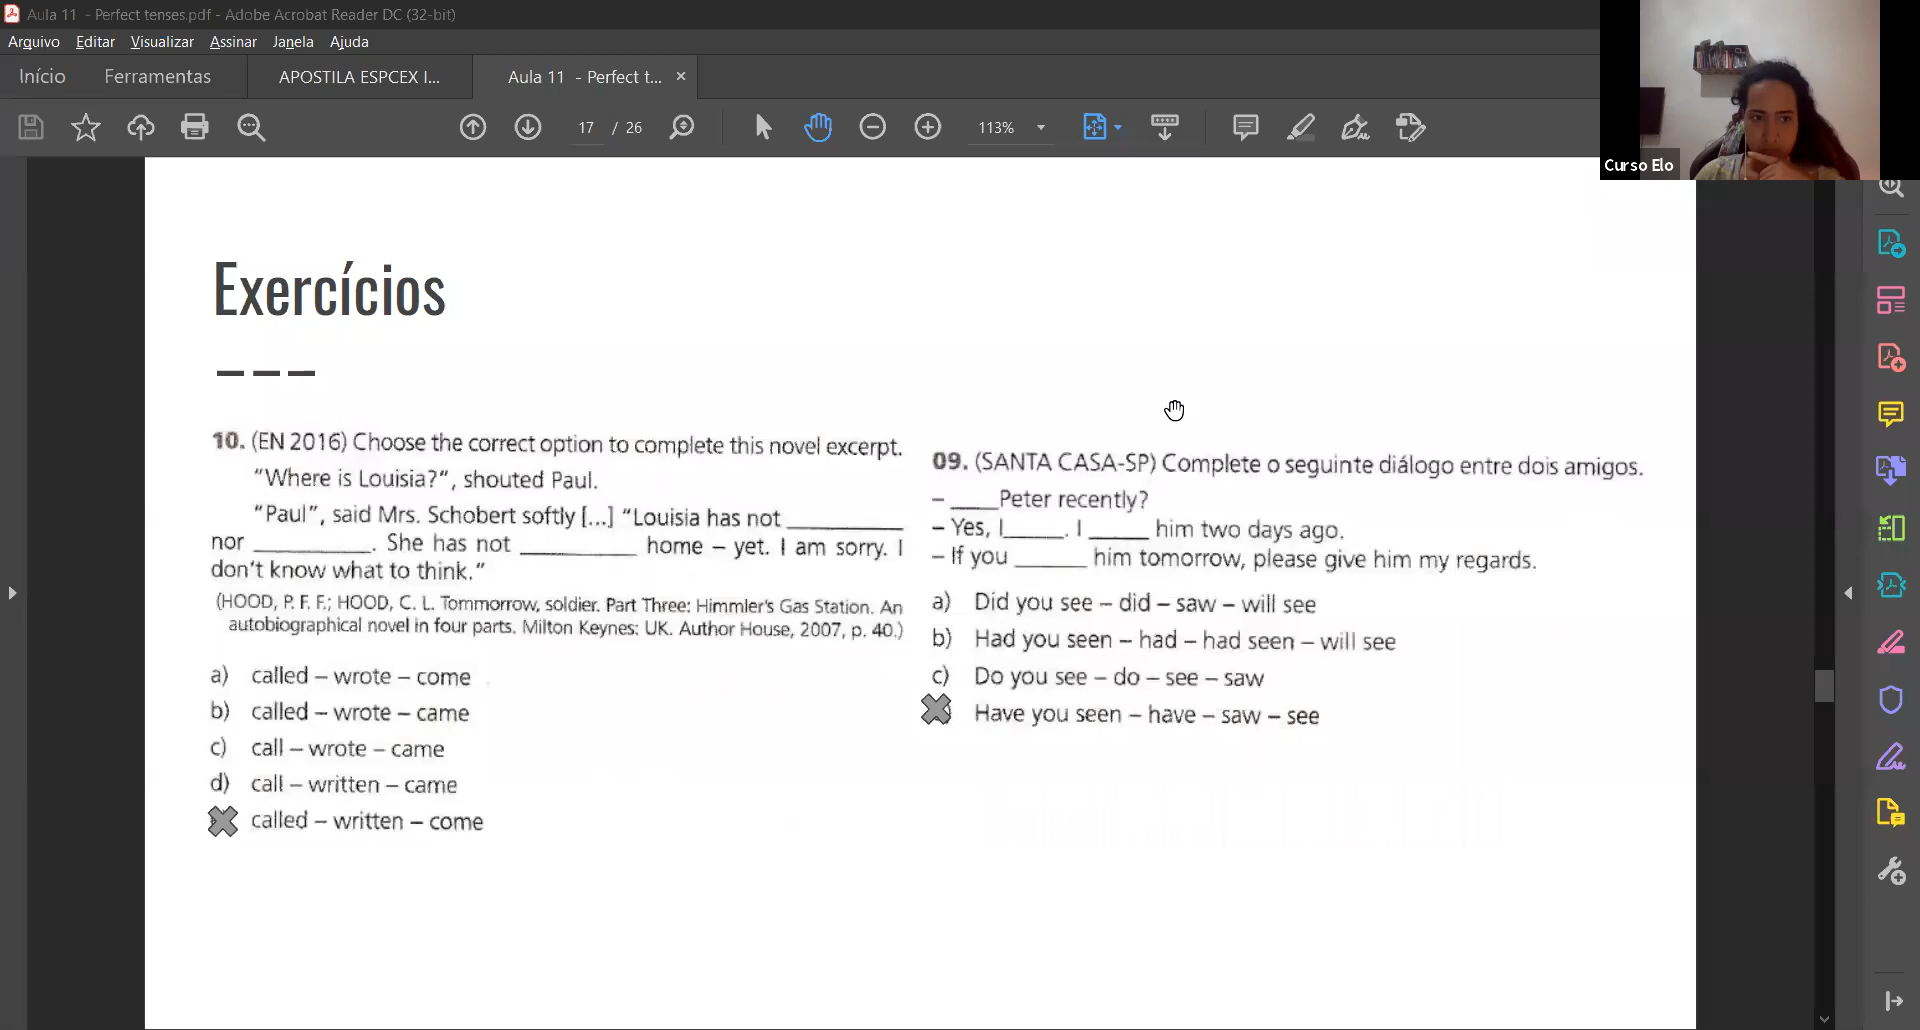 Aula 11 - Perfect tenses.pdf - Adobe Acrobat Reader DC (32-bit)
Arquivo Editar Visualizar Assinar Janela Ajuda
Início Ferramentas APOSTILA ESPCEX I... Aula 11 - Perfect t... ×
17 / 26 113%
Curso Elo
Exercícios
10. (EN 2016) Choose the correct option to complete this novel excerpt.
"Where is Louisia?", shouted Paul.
"Paul", said Mrs. Schobert softly [...] "Louisia has not __________
nor __________. She has not __________ home – yet. I am sorry. I
don't know what to think."
(HOOD, P. F. F.; HOOD, C. L. Tommorrow, soldier. Part Three: Himmler's Gas Station. An
autobiographical novel in four parts. Milton Keynes: UK. Author House, 2007, p. 40.)
a) called – wrote – come
b) called – wrote – came
c) call – wrote – came
d) call – written – came
called – written – come
09. (SANTA CASA-SP) Complete o seguinte diálogo entre dois amigos.
– ____Peter recently?
– Yes, I_____. I _____ him two days ago.
– If you ______ him tomorrow, please give him my regards.
a) Did you see – did – saw – will see
b) Had you seen – had – had seen – will see
c) Do you see – do – see – saw
Have you seen – have – saw – see